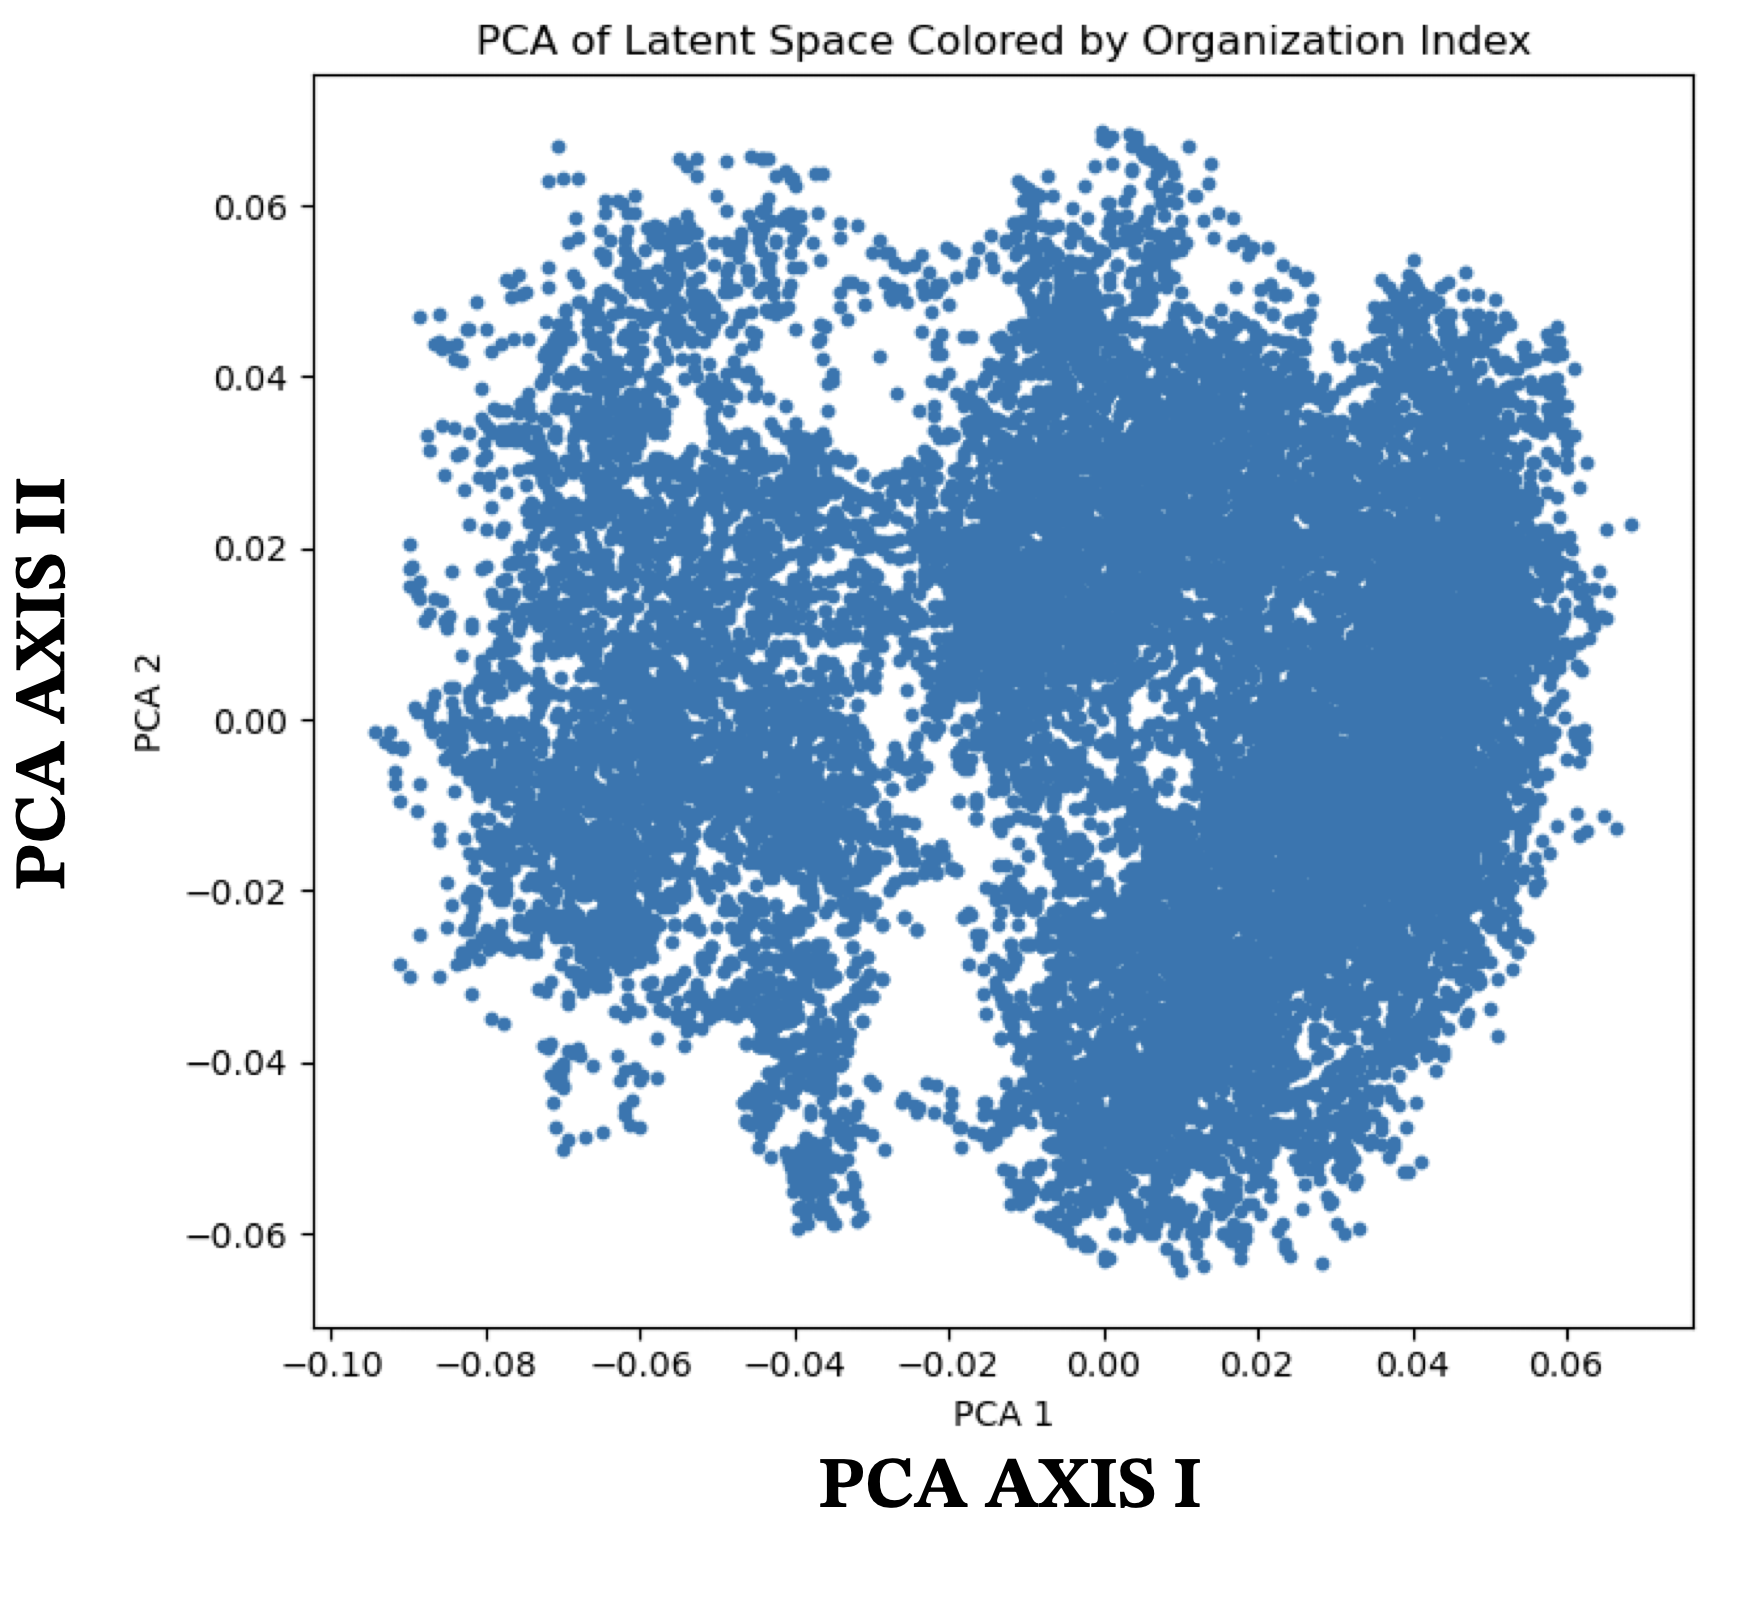 PCA of Latent Space Colored by Organization Index
PCA AXIS II
PCA 2
0.06
0.04
0.02
0.00
−0.02
−0.04
−0.06
−0.10 −0.08 −0.06 −0.04 −0.02 0.00 0.02 0.04 0.06
PCA 1
PCA AXIS I